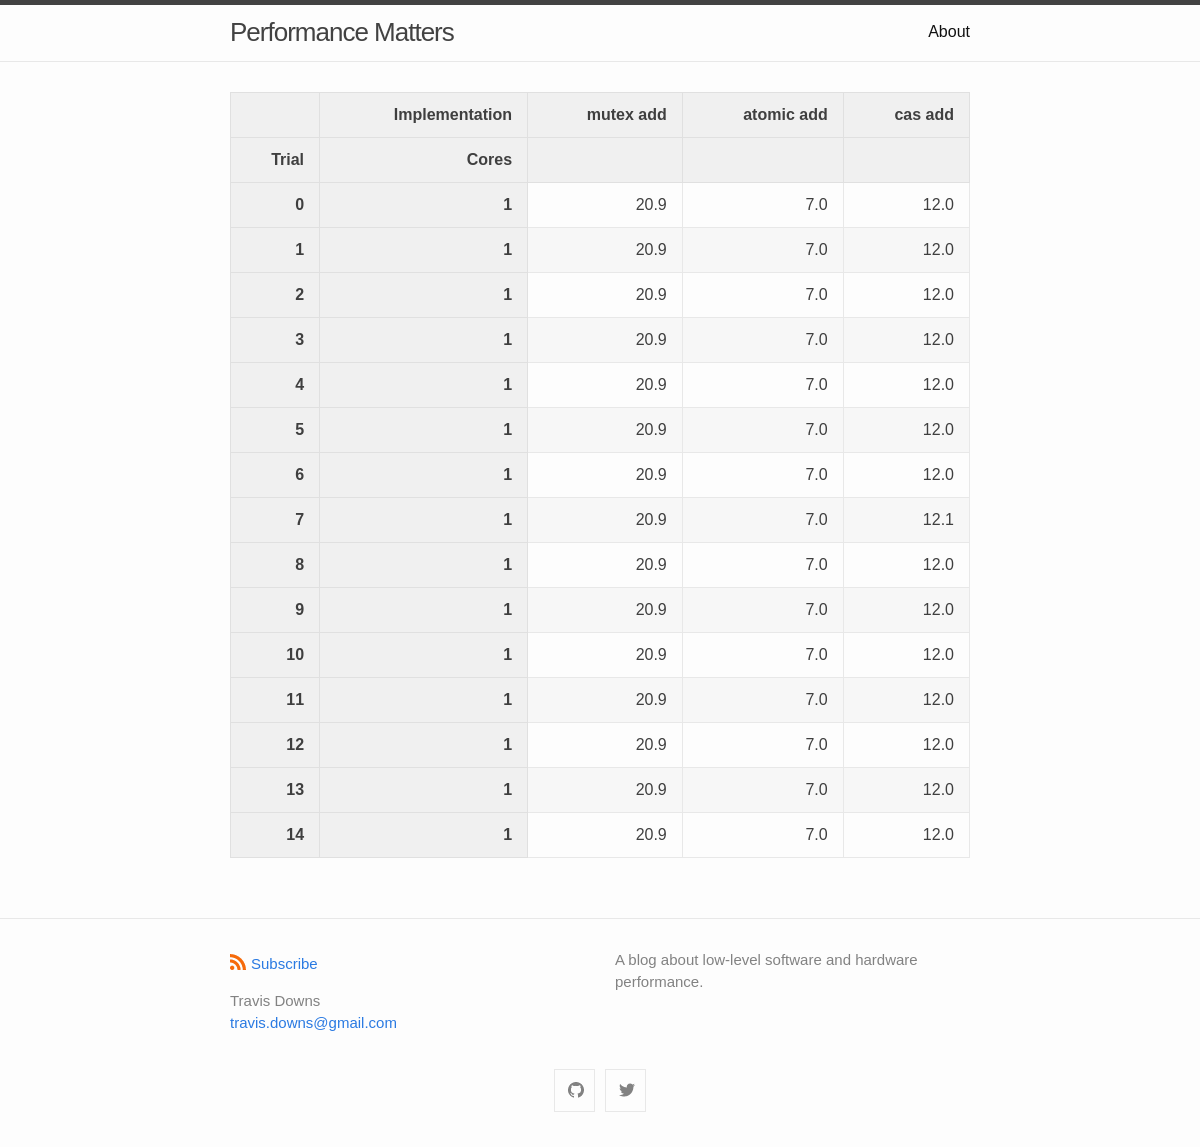 Performance Matters About
Implementation mutex add atomic add cas add
Trial Cores
0 1 20.9 7.0 12.0
1 1 20.9 7.0 12.0
2 1 20.9 7.0 12.0
3 1 20.9 7.0 12.0
4 1 20.9 7.0 12.0
5 1 20.9 7.0 12.0
6 1 20.9 7.0 12.0
7 1 20.9 7.0 12.1
8 1 20.9 7.0 12.0
9 1 20.9 7.0 12.0
10 1 20.9 7.0 12.0
11 1 20.9 7.0 12.0
12 1 20.9 7.0 12.0
13 1 20.9 7.0 12.0
14 1 20.9 7.0 12.0
Subscribe
Travis Downs
travis.downs@gmail.com
A blog about low-level software and hardware
performance.